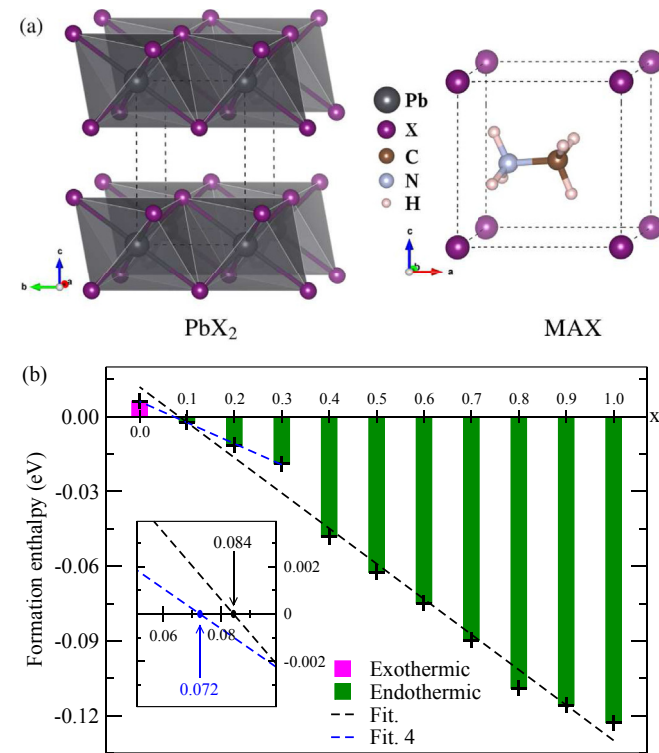 (a)
Pb
X
C
N
H
c
b
a
c
b
a
PbX₂
MAX
(b)
0.1 0.2 0.3 0.4 0.5 0.6 0.7 0.8 0.9 1.0
0.00
x
0.0
-0.03
-0.06
-0.09
-0.12
Formation enthalpy (eV)
0.084
0.002
0
0.06 0.08
-0.002
0.072
Exothermic
Endothermic
Fit.
Fit. 4